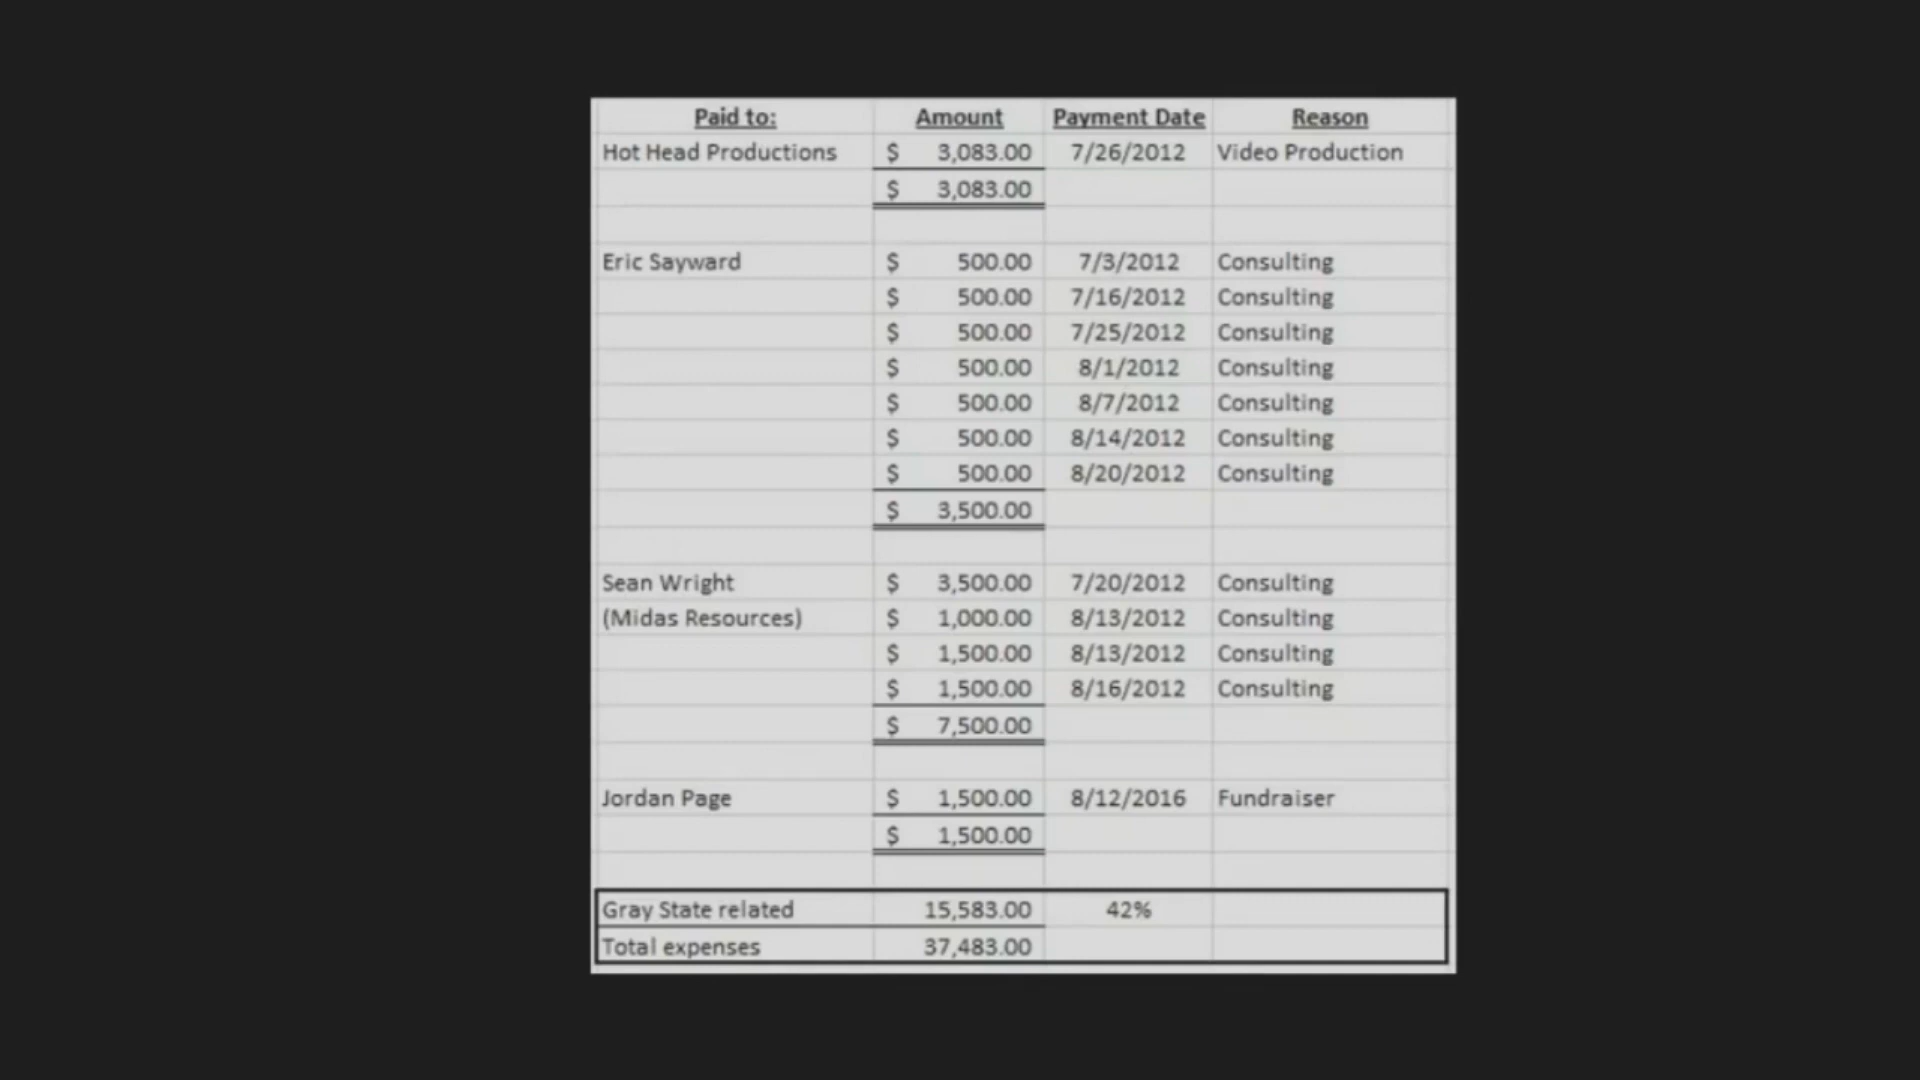 Paid to: Amount Payment Date Reason
Hot Head Productions $ 3,083.00 7/26/2012 Video Production
$ 3,083.00
Eric Sayward $ 500.00 7/3/2012 Consulting
$ 500.00 7/16/2012 Consulting
$ 500.00 7/25/2012 Consulting
$ 500.00 8/1/2012 Consulting
$ 500.00 8/7/2012 Consulting
$ 500.00 8/14/2012 Consulting
$ 500.00 8/20/2012 Consulting
$ 3,500.00
Sean Wright $ 3,500.00 7/20/2012 Consulting
(Midas Resources) $ 1,000.00 8/13/2012 Consulting
$ 1,500.00 8/13/2012 Consulting
$ 1,500.00 8/16/2012 Consulting
$ 7,500.00
Jordan Page $ 1,500.00 8/12/2016 Fundraiser
$ 1,500.00
Gray State related 15,583.00 42%
Total expenses 37,483.00